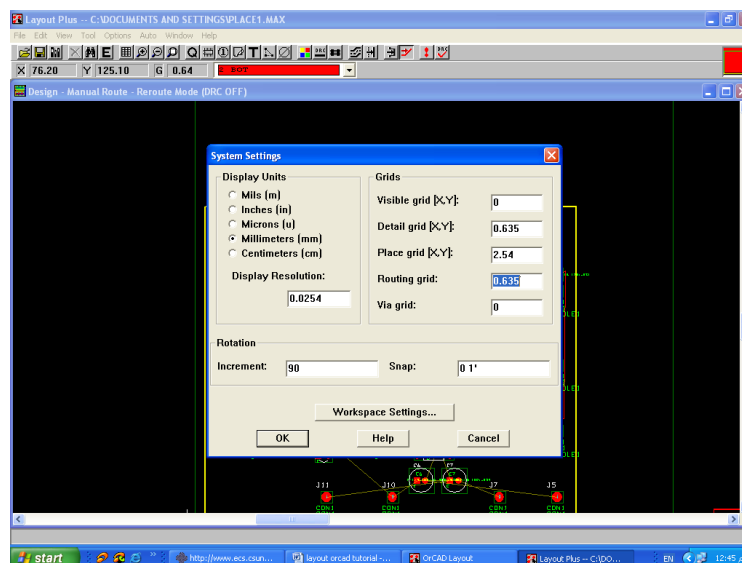 Layout Plus -- C:\DOCUMENTS AND SETTINGS\PLACE1.MAX
File Edit View Tool Options Auto Window Help
X 76.20 Y 125.10 G 0.64 2 BOT
Design - Manual Route - Reroute Mode (DRC OFF)
System Settings
Display Units
Mils (m)
Inches (in)
Microns (u)
Millimeters (mm)
Centimeters (cm)
Display Resolution:
0.0254
Grids
Visible grid [X,Y]: 0
Detail grid [X,Y]: 0.635
Place grid [X,Y]: 2.54
Routing grid: 0.635
Via grid: 0
Rotation
Increment: 90 Snap: 0 1'
Workspace Settings...
OK Help Cancel
C6 C7
J11 J10 J7 J5
CON1 CON1 CON1 CON1
start http://www.ecs.csun... layout orcad tutorial -... OrCAD Layout Layout Plus -- C:\DO... EN 12:45